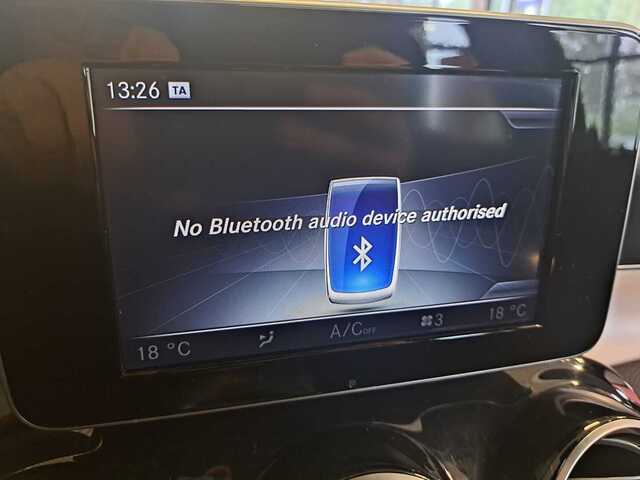 13:26 TA
No Bluetooth audio device authorised
18 °C A/C OFF 3 18 °C